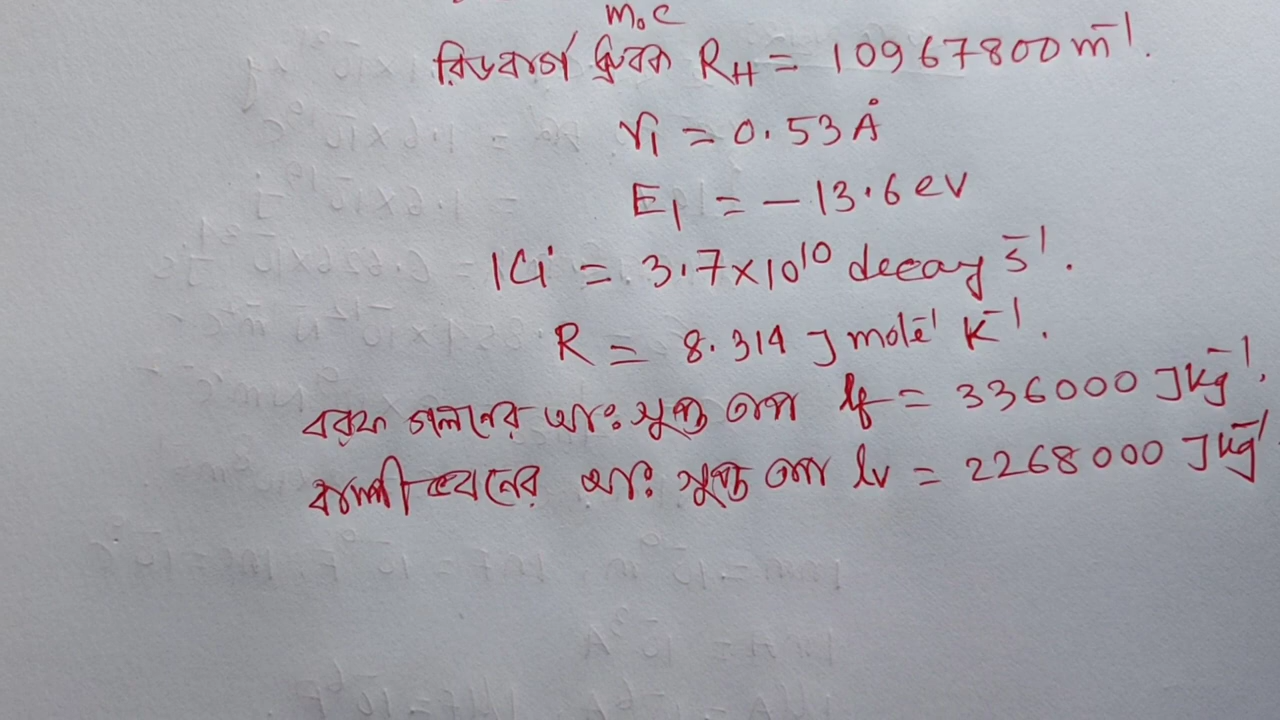 m₀c
রিডবার্গ ধ্রুবক R_H = 10967800 m⁻¹.
r₁ = 0.53 Å
E₁ = – 13.6 ev
1Ci = 3.7×10¹⁰ decay s⁻¹.
R = 8.314 J mole⁻¹ K⁻¹.
বরফ গলনের আঃ সুপ্ত তাপ lf = 336000 Jkg⁻¹.
বাষ্পীভবনের আঃ সুপ্ত তাপ lv = 2268000 Jkg⁻¹